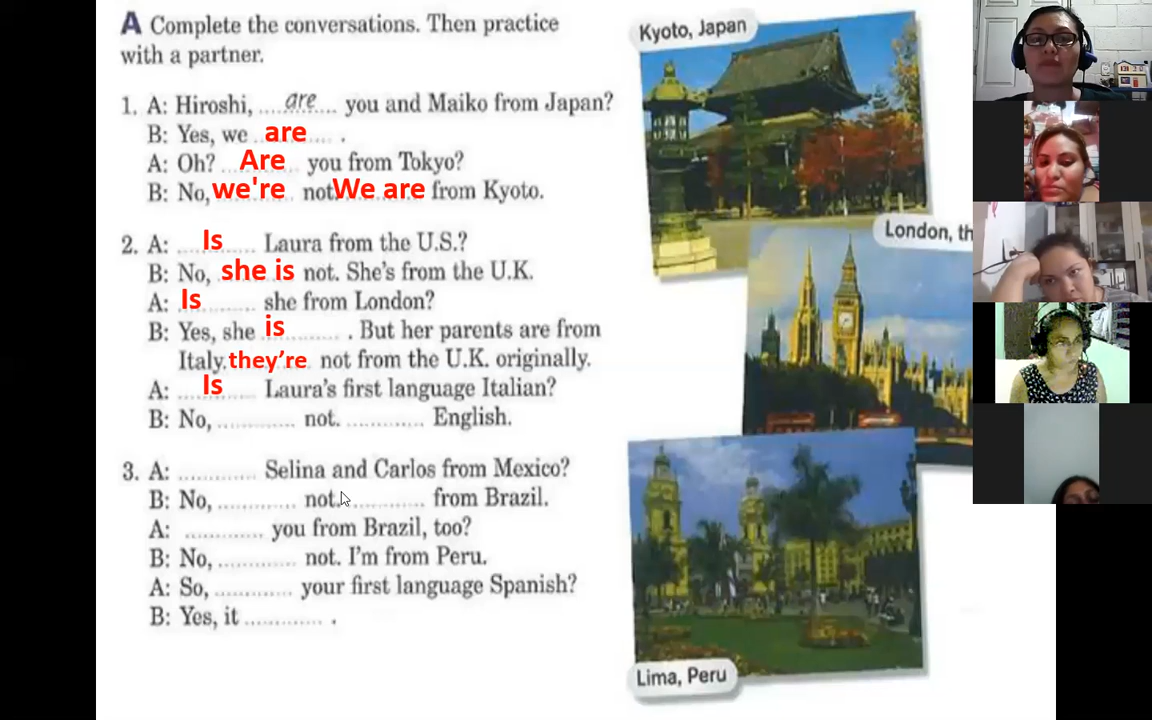 A Complete the conversations. Then practice
with a partner.
1. A: Hiroshi, ....are.... you and Maiko from Japan?
B: Yes, we are .
A: Oh? Are you from Tokyo?
B: No, we're not. We are from Kyoto.
2. A: Is Laura from the U.S.?
B: No, she is not. She's from the U.K.
A: Is she from London?
B: Yes, she is . But her parents are from
Italy. they're not from the U.K. originally.
A: Is Laura's first language Italian?
B: No, ............ not. ............ English.
3. A: ............ Selina and Carlos from Mexico?
B: No, ............ not. ............ from Brazil.
A: ............ you from Brazil, too?
B: No, ............ not. I'm from Peru.
A: So, ............ your first language Spanish?
B: Yes, it ............ .
Kyoto, Japan
London, th
Lima, Peru